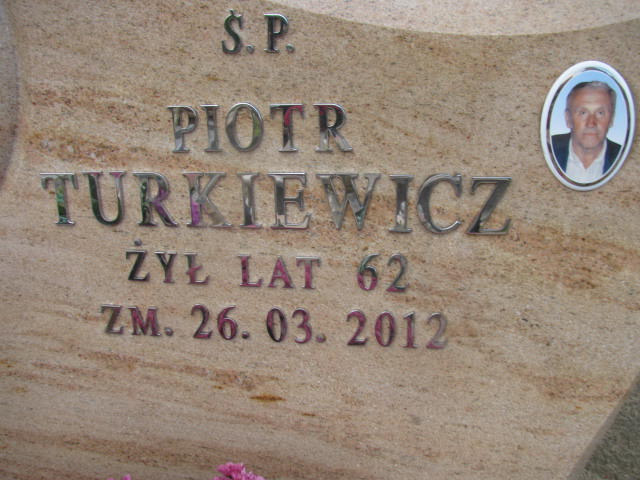 Ś.P.
PIOTR
TURKIEWICZ
ŻYŁ LAT 62
ZM. 26.03.2012